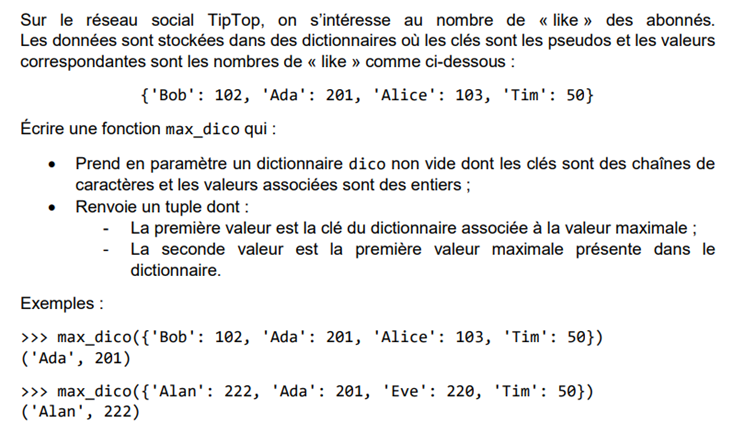 Sur le réseau social TipTop, on s’intéresse au nombre de « like » des abonnés.
Les données sont stockées dans des dictionnaires où les clés sont les pseudos et les valeurs
correspondantes sont les nombres de « like » comme ci-dessous :
{'Bob': 102, 'Ada': 201, 'Alice': 103, 'Tim': 50}
Écrire une fonction max_dico qui :
• Prend en paramètre un dictionnaire dico non vide dont les clés sont des chaînes de
caractères et les valeurs associées sont des entiers ;
• Renvoie un tuple dont :
- La première valeur est la clé du dictionnaire associée à la valeur maximale ;
- La seconde valeur est la première valeur maximale présente dans le
dictionnaire.
Exemples :
>>> max_dico({'Bob': 102, 'Ada': 201, 'Alice': 103, 'Tim': 50})
('Ada', 201)
>>> max_dico({'Alan': 222, 'Ada': 201, 'Eve': 220, 'Tim': 50})
('Alan', 222)